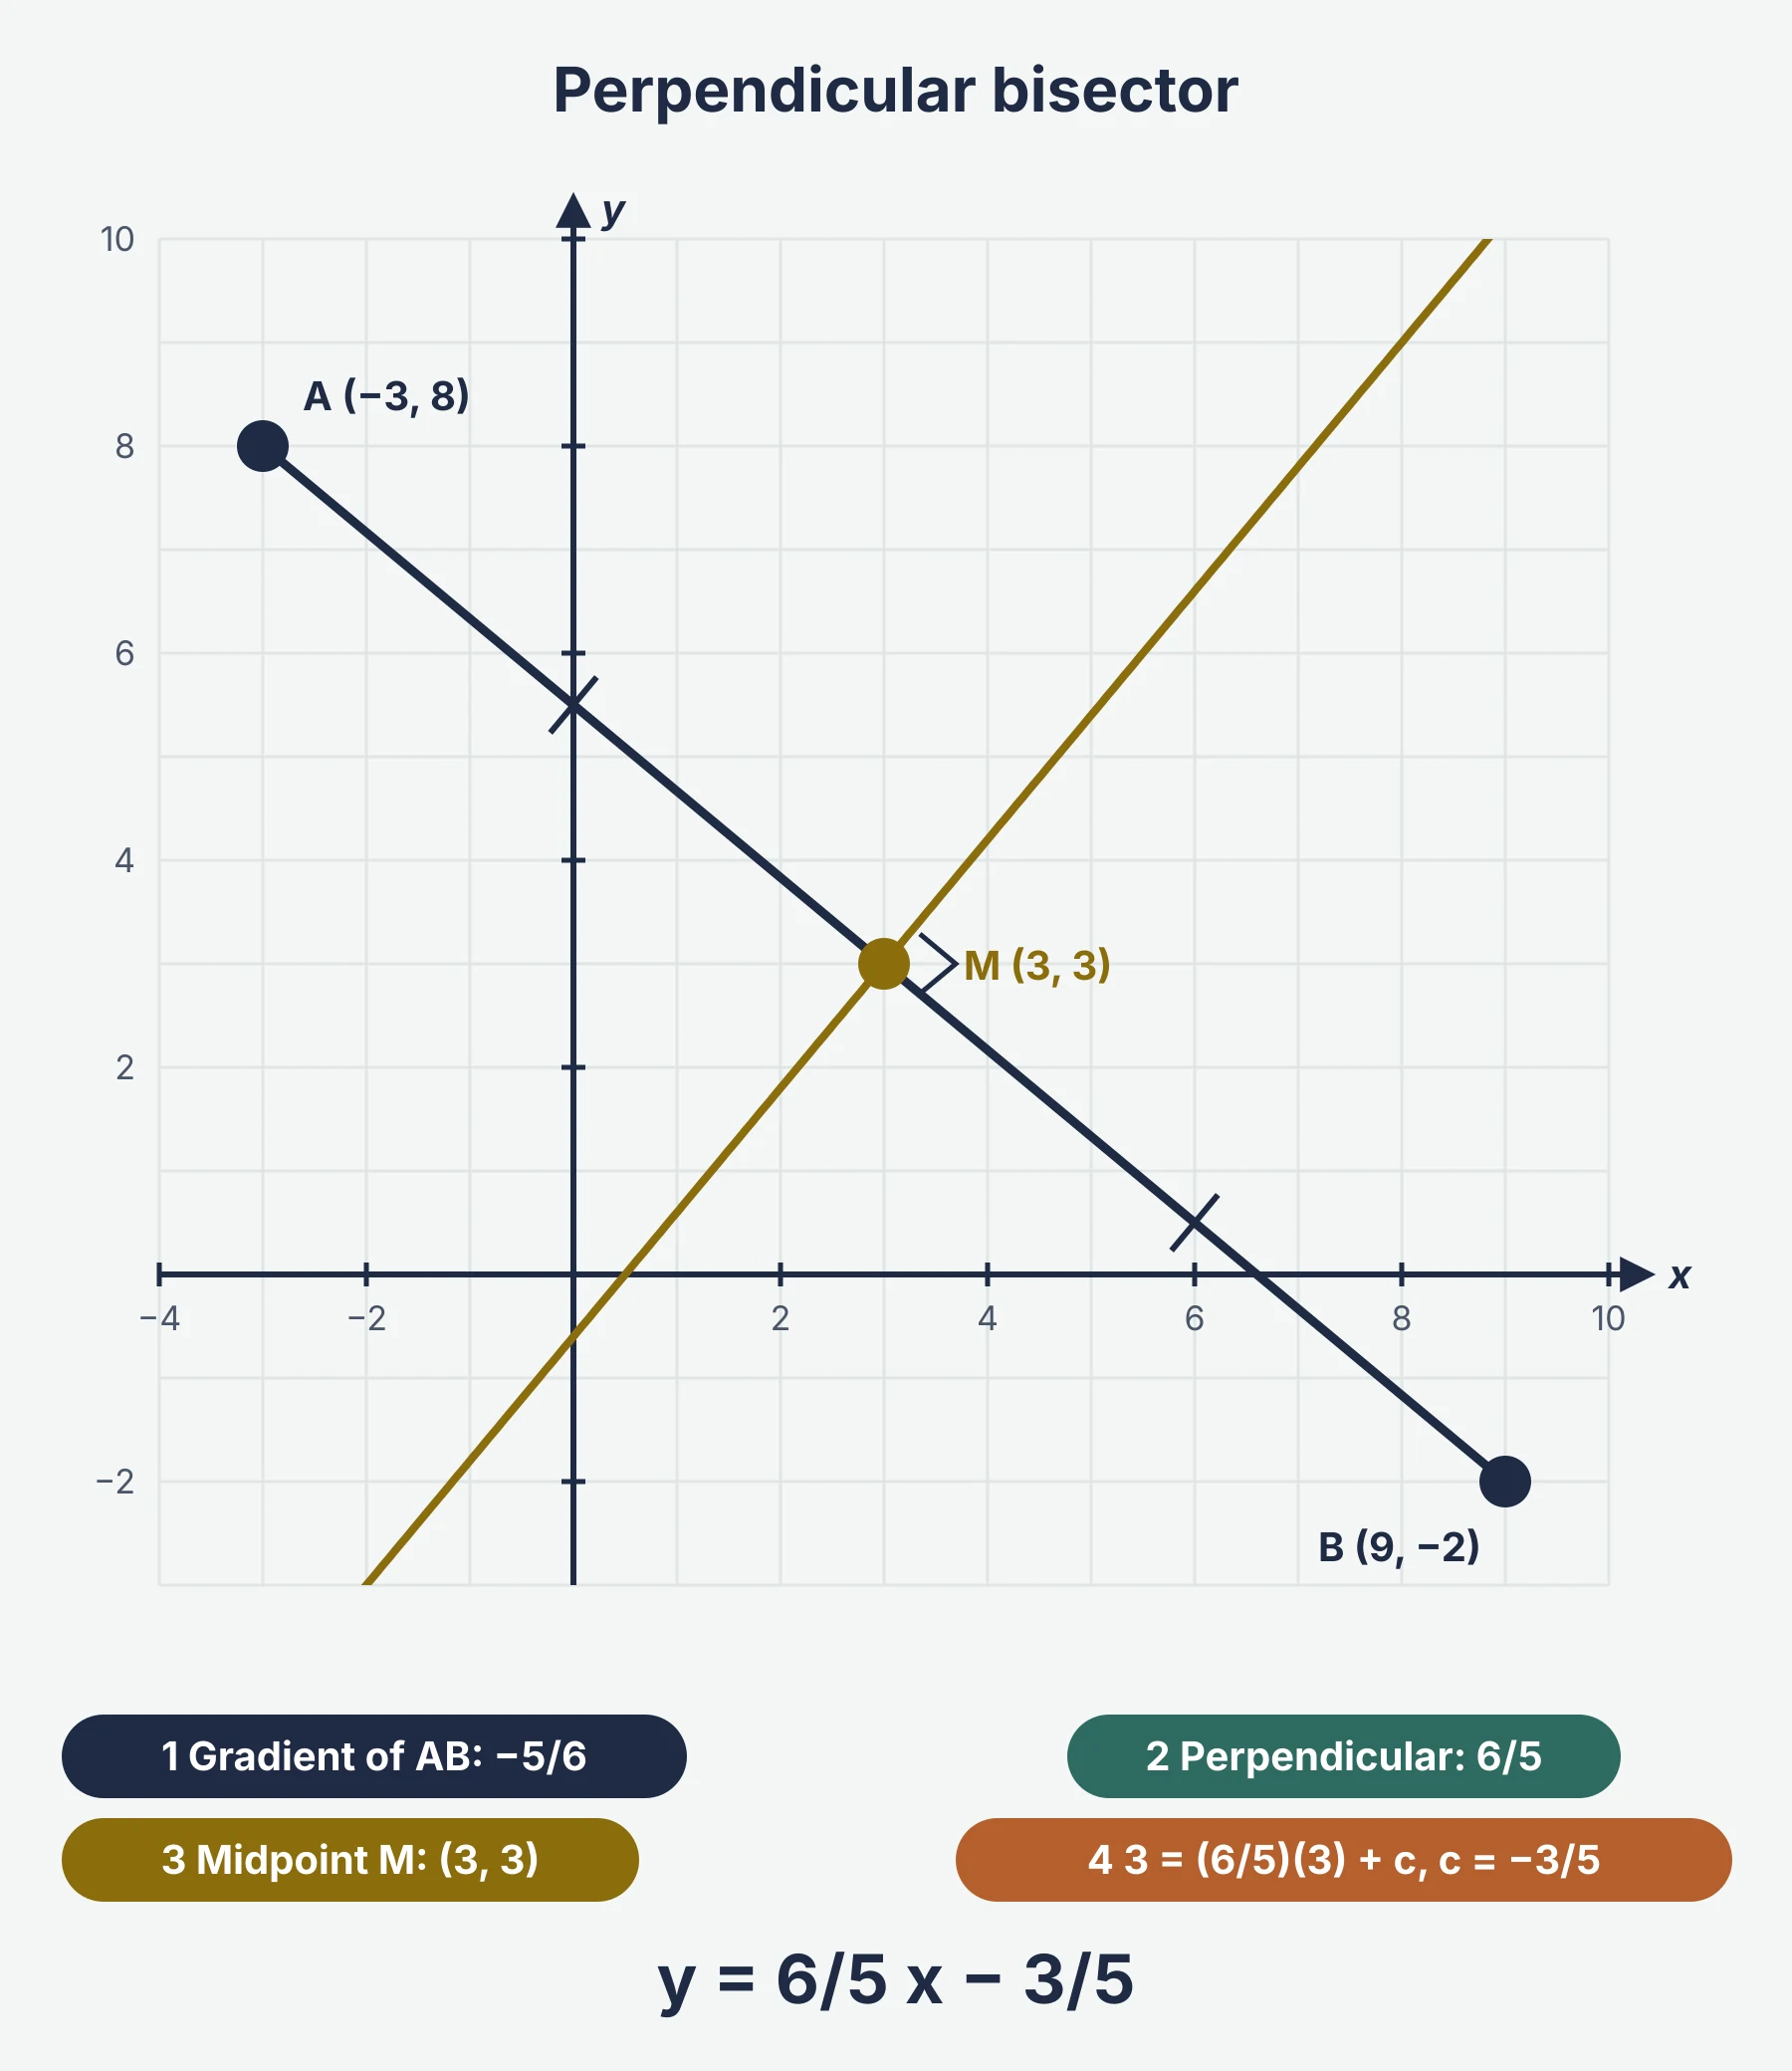 Perpendicular bisector
y
10
A (−3, 8)
8
6
4
M (3, 3)
2
x
−4 −2 2 4 6 8 10
−2
B (9, −2)
1 Gradient of AB: −5/6
2 Perpendicular: 6/5
3 Midpoint M: (3, 3)
4 3 = (6/5)(3) + c, c = −3/5
y = 6/5 x − 3/5